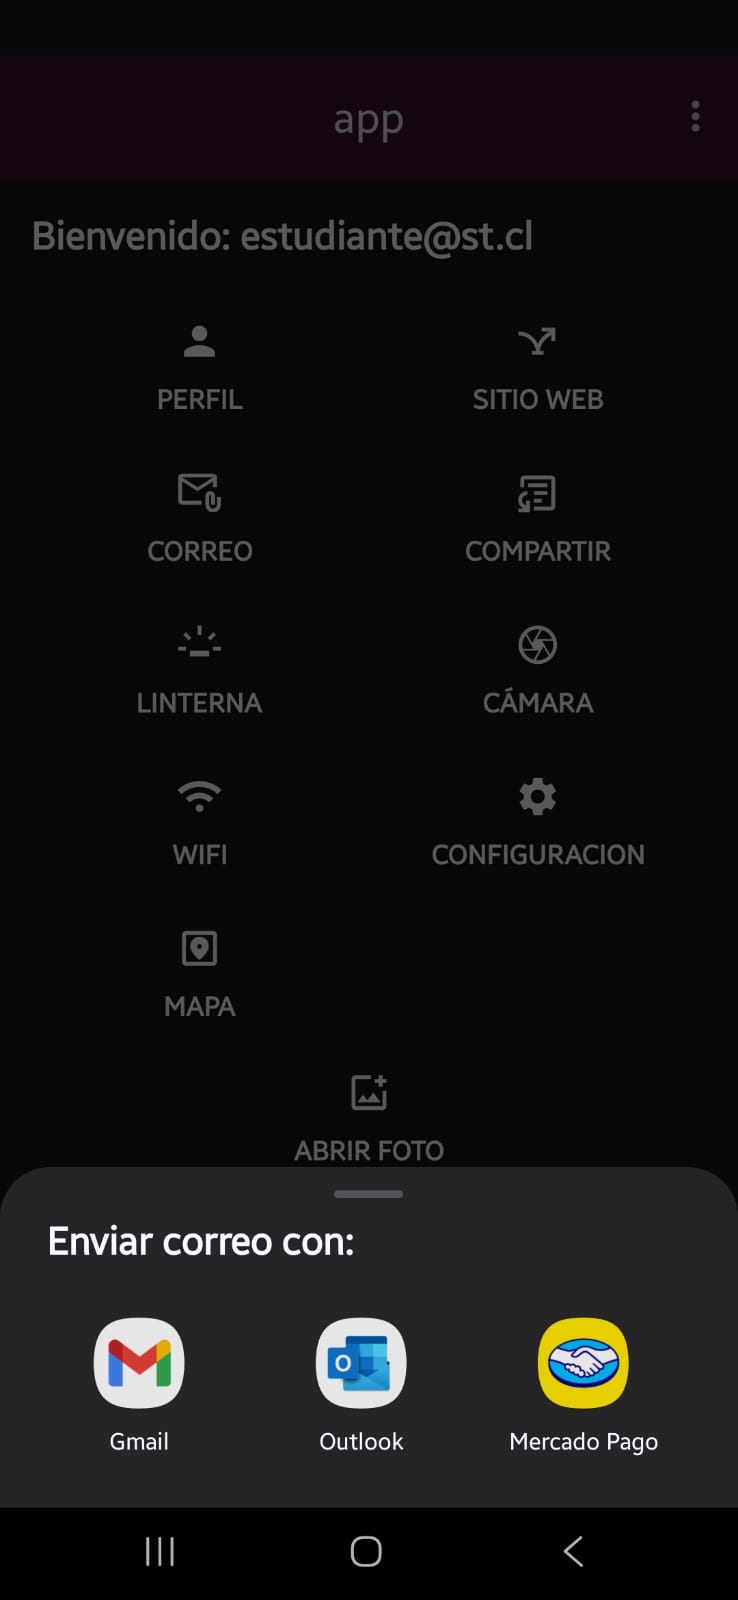 app
Bienvenido: estudiante@st.cl
PERFIL
SITIO WEB
CORREO
COMPARTIR
LINTERNA
CÁMARA
WIFI
CONFIGURACION
MAPA
ABRIR FOTO
Enviar correo con:
Gmail
Outlook
Mercado Pago